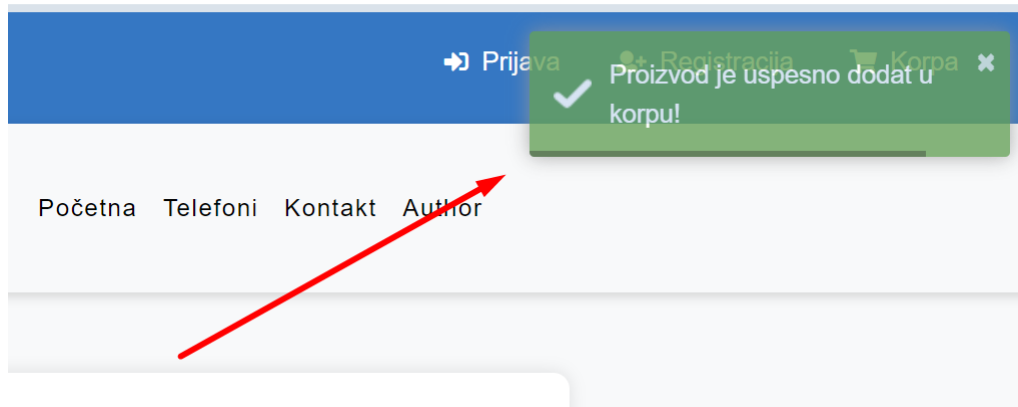 Prijava Registracija Korpa
Proizvod je uspesno dodat u
korpu!
Početna Telefoni Kontakt Author